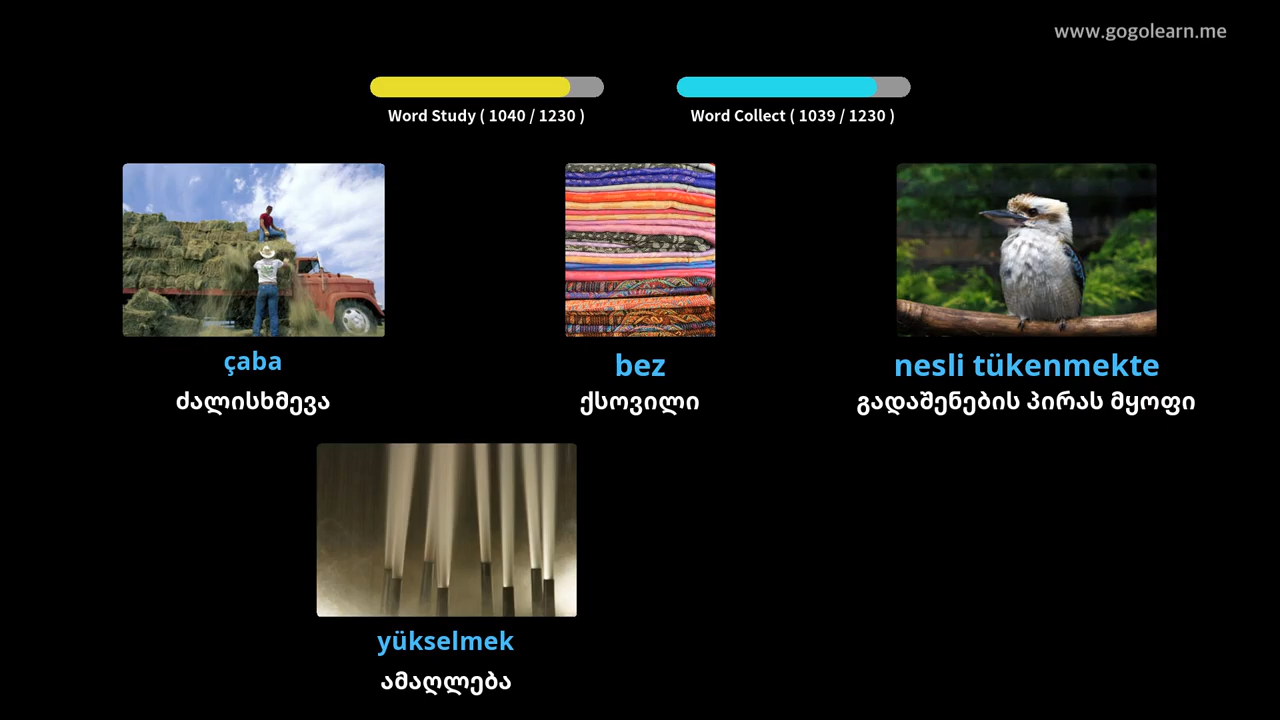 www.gogolearn.me
Word Study ( 1040 / 1230 )
Word Collect ( 1039 / 1230 )
çaba
ძალისხმევა
bez
ქსოვილი
nesli tükenmekte
გადაშენების პირას მყოფი
yükselmek
ამაღლება